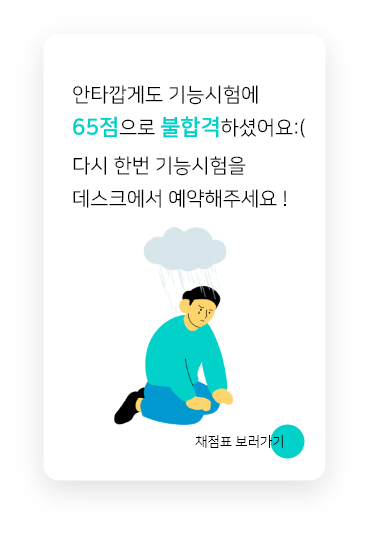 안타깝게도 기능시험에
65점으로 불합격하셨어요:(
다시 한번 기능시험을
데스크에서 예약해주세요 !
채점표 보러가기